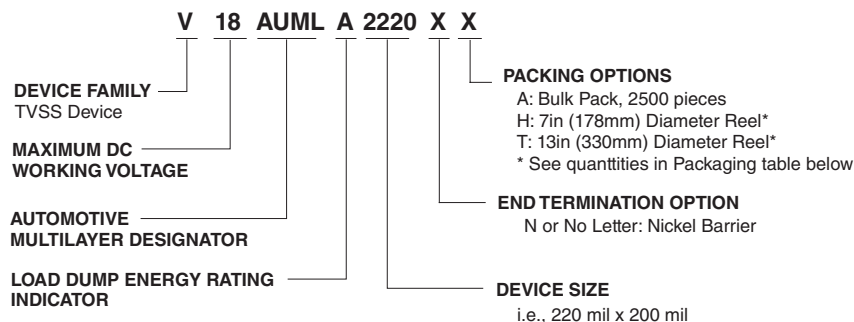 V 18 AUML A 2220 X X
DEVICE FAMILY
TVSS Device
MAXIMUM DC
WORKING VOLTAGE
AUTOMOTIVE
MULTILAYER DESIGNATOR
LOAD DUMP ENERGY RATING
INDICATOR
PACKING OPTIONS
A: Bulk Pack, 2500 pieces
H: 7in (178mm) Diameter Reel*
T: 13in (330mm) Diameter Reel*
* See quanttities in Packaging table below
END TERMINATION OPTION
N or No Letter: Nickel Barrier
DEVICE SIZE
i.e., 220 mil x 200 mil